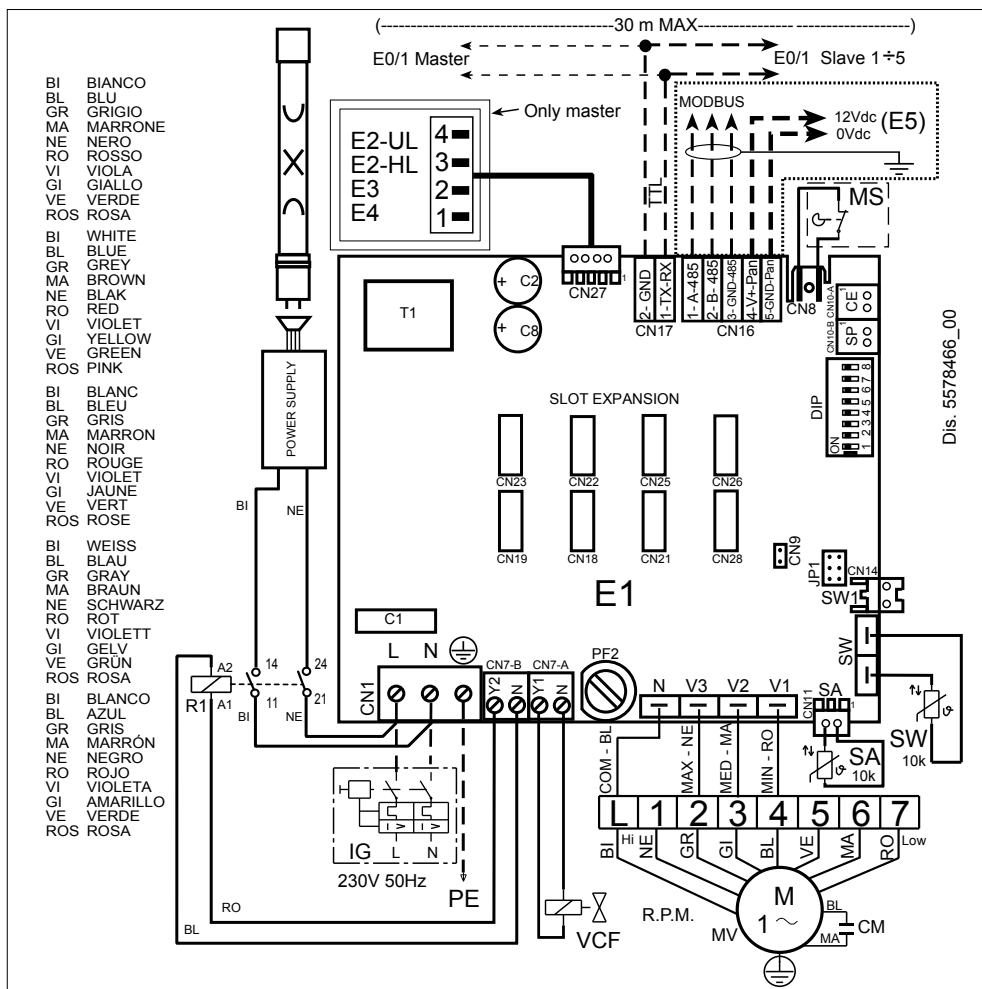 (---------------------------30 m MAX---------------------------)
E0/1 Master
E0/1 Slave 1÷5
BI BIANCO
BL BLU
GR GRIGIO
MA MARRONE
NE NERO
RO ROSSO
VI VIOLA
GI GIALLO
VE VERDE
ROS ROSA
BI WHITE
BL BLUE
GR GREY
MA BROWN
NE BLAK
RO RED
VI VIOLET
GI YELLOW
VE GREEN
ROS PINK
BI BLANC
BL BLEU
GR GRIS
MA MARRON
NE NOIR
RO ROUGE
VI VIOLET
GI JAUNE
VE VERT
ROS ROSE
BI WEISS
BL BLAU
GR GRAY
MA BRAUN
NE SCHWARZ
RO ROT
VI VIOLETT
GI GELV
VE GRÜN
ROS ROSA
BI BLANCO
BL AZUL
GR GRIS
MA MARRÓN
NE NEGRO
RO ROJO
VI VIOLETA
GI AMARILLO
VE VERDE
ROS ROSA
Only master
E2-UL 4
E2-HL 3
E3 2
E4 1
MODBUS
12Vdc (E5)
0Vdc
TTL
MS
CN27
1
2- GND
1-TX-RX
CN17
1- A-485
2- B- 485
3- GND-485
4-V+-Pan
5-GND-Pan
CN16
CN8
CN10-B CN10-A
CE 1
SP 1
T1
+ C2
+ C8
DIP
ON
1 2 3 4 5 6 7 8
Dis. 5578466_00
SLOT EXPANSION
CN23 CN22 CN25 CN26
CN19 CN18 CN21 CN28
CN9
JP1
CN14
SW1
E1
POWER SUPPLY
BI NE
C1
L N
CN1
CN7-B CN7-A
Y2 N Y1 N
PF2
N V3 V2 V1
SW
CN11
SA
1
A2
R1
A1
14 24
11 21
BI NE
COM - BL
MAX - NE
MED - MA
MIN - RO
SA
10k
SW
10k
IG
L N
230V 50Hz
PE
RO
BL
VCF
L 1 2 3 4 5 6 7
Hi Low
BI NE GR GI BL VE MA RO
R.P.M.
MV
M
1 ~
BL
MA
CM